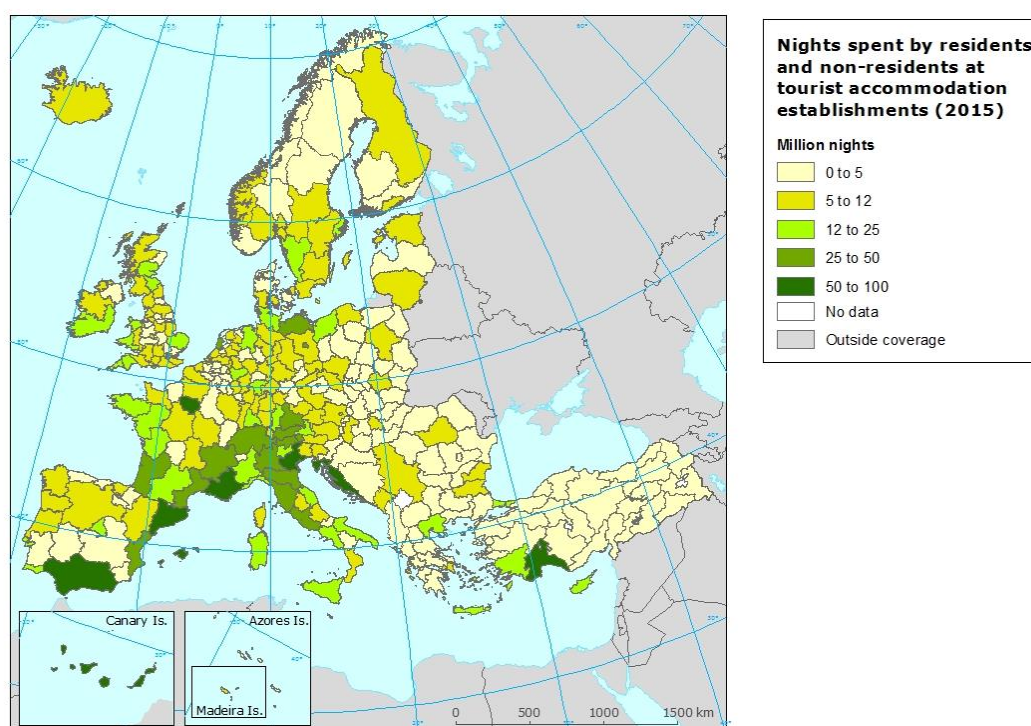 Nights spent by residents
and non-residents at
tourist accommodation
establishments (2015)
Million nights
0 to 5
5 to 12
12 to 25
25 to 50
50 to 100
No data
Outside coverage
Canary Is.
Azores Is.
Madeira Is.
0 500 1000 1500 km